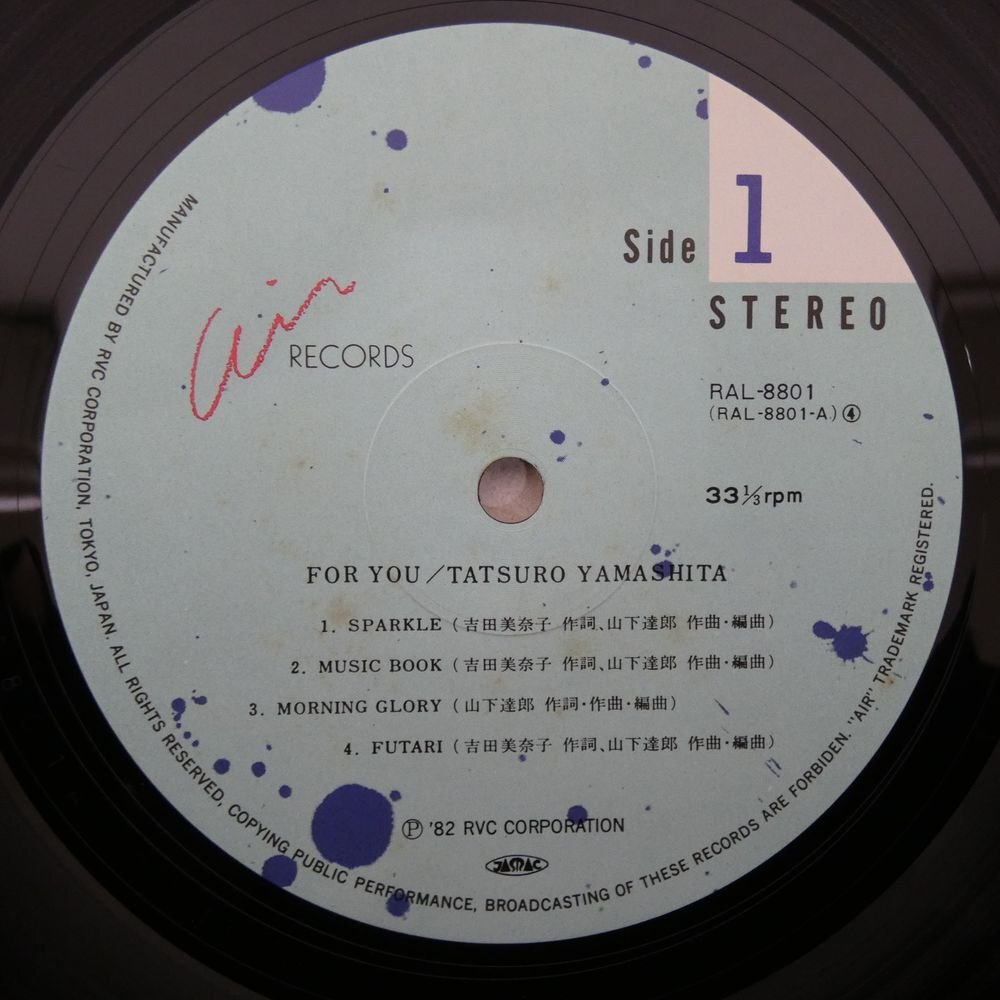 Side 1
STEREO
Air RECORDS
RAL-8801
(RAL-8801-A)④
33⅓rpm
FOR YOU／TATSURO YAMASHITA
1. SPARKLE (吉田美奈子 作詞、山下達郎 作曲・編曲)
2. MUSIC BOOK (吉田美奈子 作詞、山下達郎 作曲・編曲)
3. MORNING GLORY (山下達郎 作詞・作曲・編曲)
4. FUTARI (吉田美奈子 作詞、山下達郎 作曲・編曲)
Ⓟ '82 RVC CORPORATION
JASRAC
MANUFACTURED BY RVC CORPORATION, TOKYO, JAPAN. ALL RIGHTS RESERVED, COPYING PUBLIC PERFORMANCE, BROADCASTING OF THESE RECORDS ARE FORBIDEN. "AIR" TRADEMARK REGISTERED.